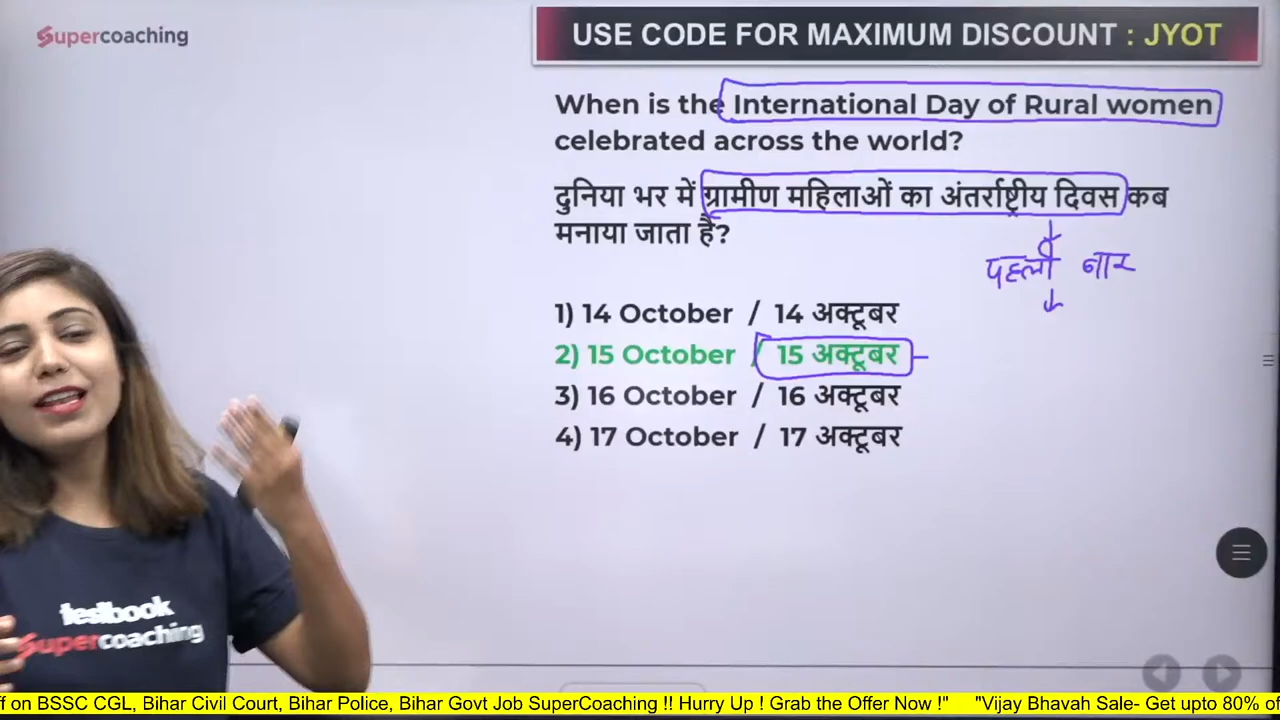 Supercoaching
USE CODE FOR MAXIMUM DISCOUNT : JYOT
When is the International Day of Rural women
celebrated across the world?
दुनिया भर में ग्रामीण महिलाओं का अंतर्राष्ट्रीय दिवस कब
मनाया जाता है?
पहली बार
1) 14 October / 14 अक्टूबर
2) 15 October / 15 अक्टूबर
3) 16 October / 16 अक्टूबर
4) 17 October / 17 अक्टूबर
testbook
Supercoaching
f on BSSC CGL, Bihar Civil Court, Bihar Police, Bihar Govt Job SuperCoaching !! Hurry Up ! Grab the Offer Now !" "Vijay Bhavah Sale- Get upto 80% o